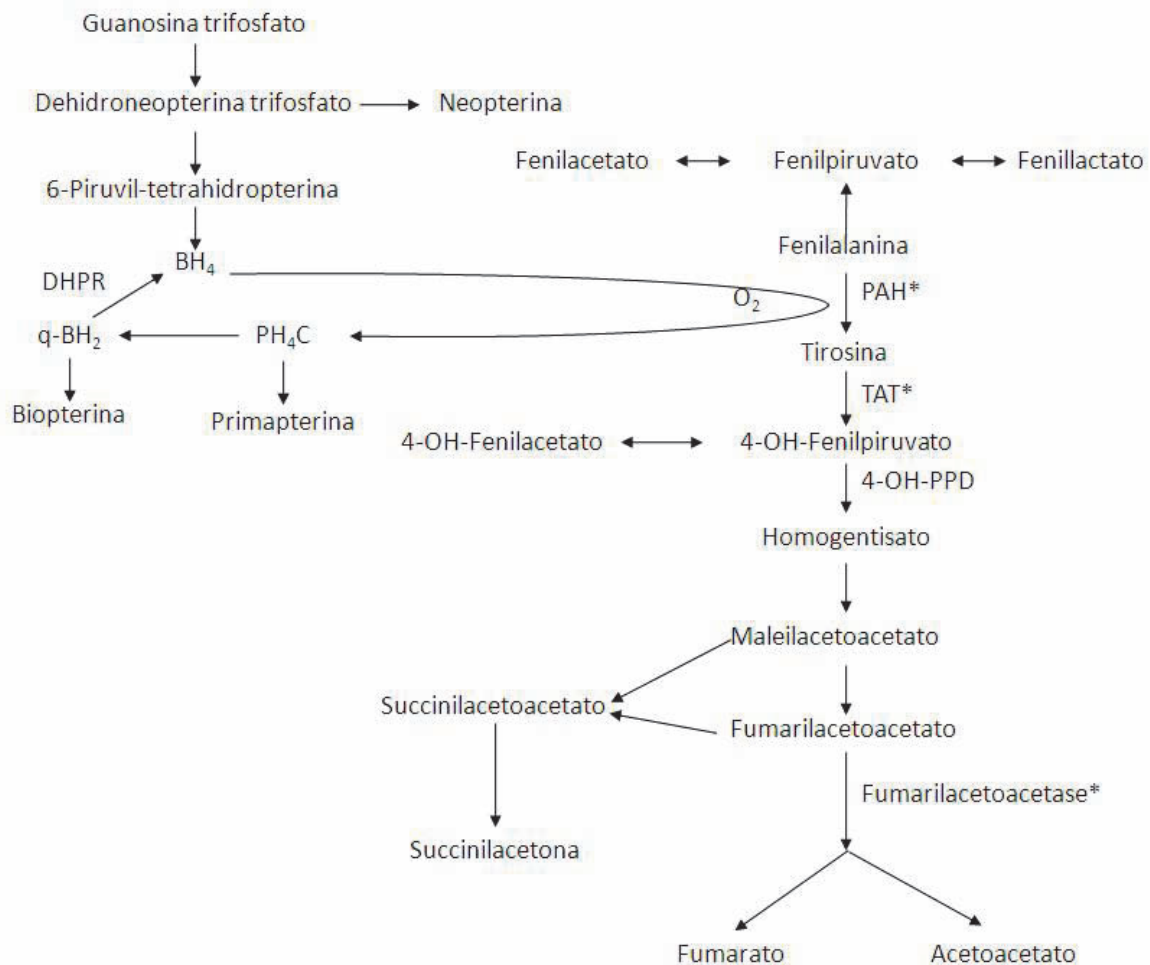 Guanosina trifosfato
Dehidroneopterina trifosfato
Neopterina
Fenilacetato
Fenilpiruvato
Fenillactato
6-Piruvil-tetrahidropterina
Fenilalanina
BH₄
DHPR
O₂
PAH*
q-BH₂
PH₄C
Tirosina
TAT*
Biopterina
Primapterina
4-OH-Fenilacetato
4-OH-Fenilpiruvato
4-OH-PPD
Homogentisato
Maleilacetoacetato
Succinilacetoacetato
Fumarilacetoacetato
Fumarilacetoacetase*
Succinilacetona
Fumarato
Acetoacetato